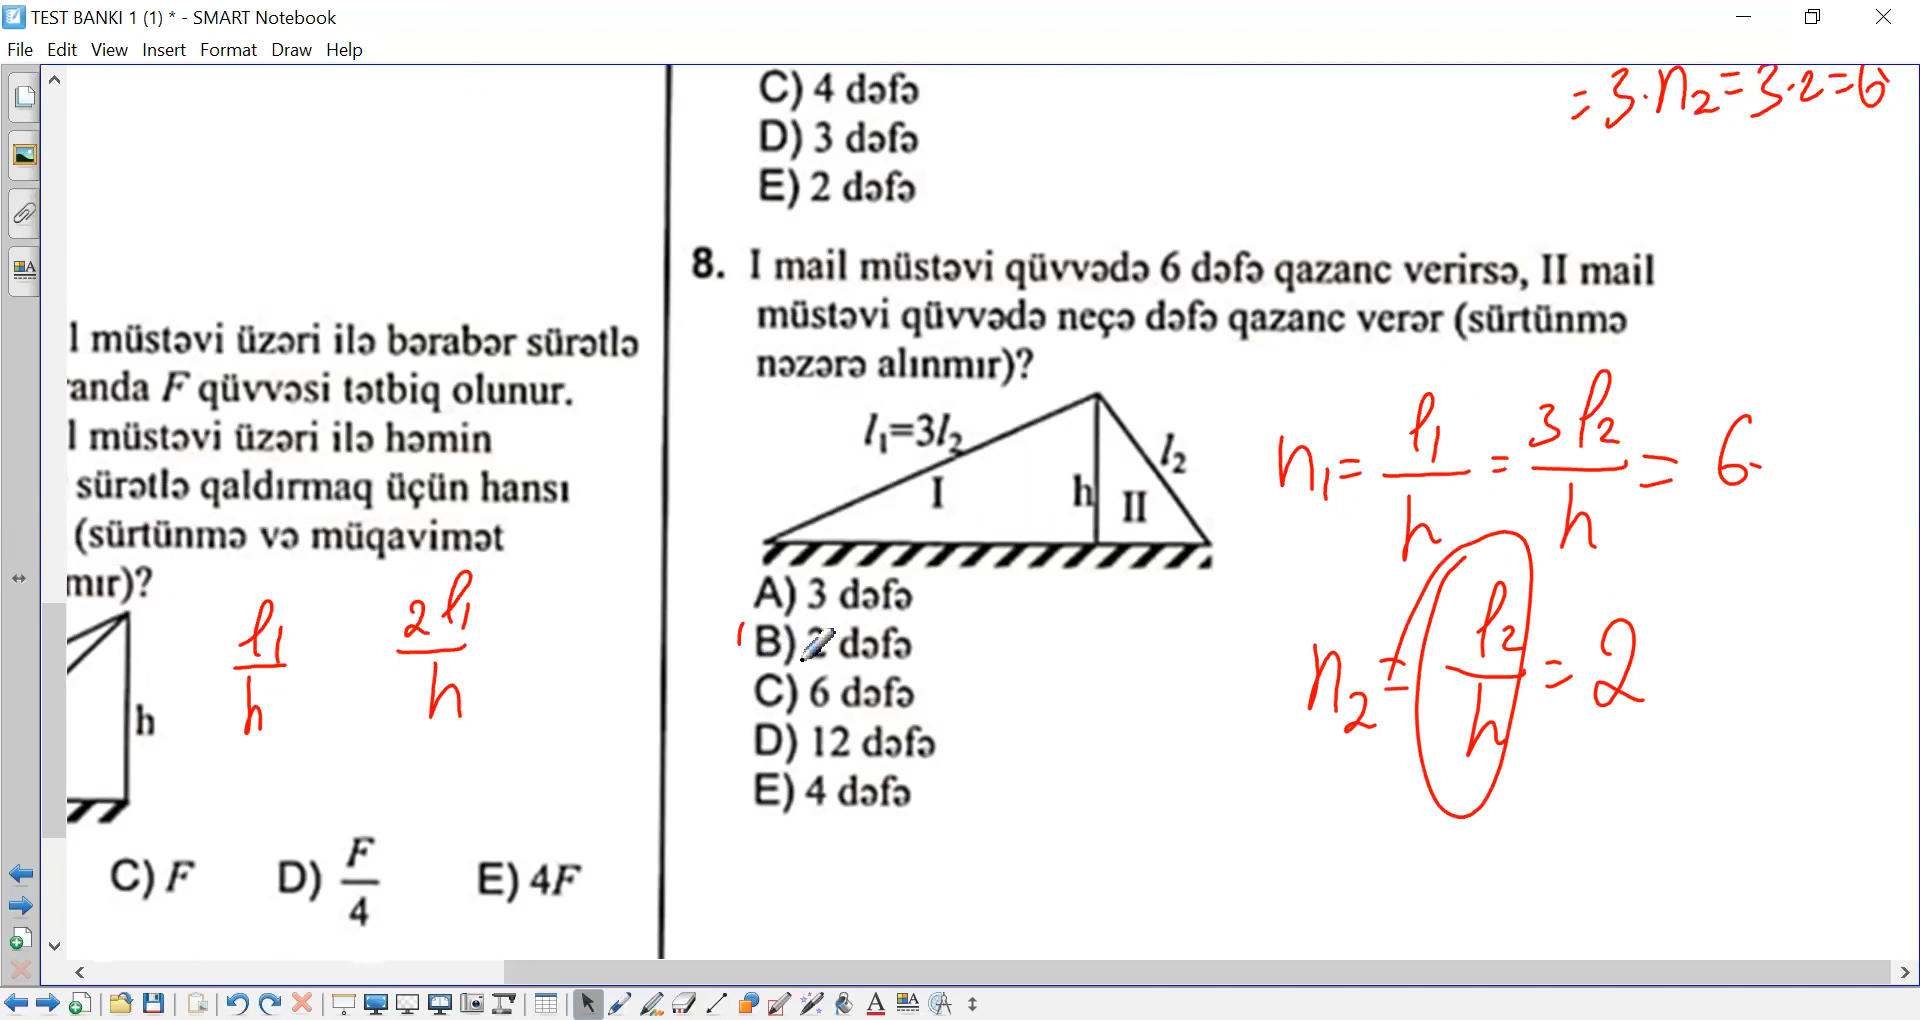 TEST BANKI 1 (1) * - SMART Notebook
File Edit View Insert Format Draw Help
l müstəvi üzəri ilə bərabər sürətlə
anda F qüvvəsi tətbiq olunur.
l müstəvi üzəri ilə həmin
sürətlə qaldırmaq üçün hansı
(sürtünmə və müqavimət
mır)?
l₁/h 2l₁/h
h
C) F D) F/4 E) 4F
C) 4 dəfə
D) 3 dəfə
E) 2 dəfə
= 3·n₂=3·2=6
8. I mail müstəvi qüvvədə 6 dəfə qazanc verirsə, II mail
müstəvi qüvvədə neçə dəfə qazanc verər (sürtünmə
nəzərə alınmır)?
l₁=3l₂
l₂
I h II
n₁= l₁/h = 3l₂/h = 6
A) 3 dəfə
B) 2 dəfə
C) 6 dəfə
D) 12 dəfə
E) 4 dəfə
n₂ = l₂/h = 2